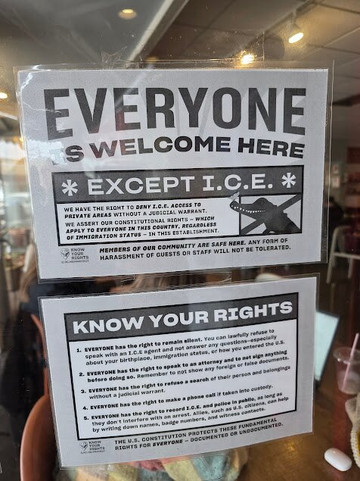 EVERYONE
IS WELCOME HERE
* EXCEPT I.C.E. *
WE HAVE THE RIGHT TO DENY I.C.E. ACCESS TO
PRIVATE AREAS WITHOUT A JUDICIAL WARRANT.
WE ASSERT OUR CONSTITUTIONAL RIGHTS – WHICH
APPLY TO EVERYONE IN THIS COUNTRY, REGARDLESS
OF IMMIGRATION STATUS – IN THIS ESTABLISHMENT.
KNOW
YOUR
RIGHTS
MEMBERS OF OUR COMMUNITY ARE SAFE HERE. ANY FORM OF
HARASSMENT OF GUESTS OR STAFF WILL NOT BE TOLERATED.
KNOW YOUR RIGHTS
1. EVERYONE has the right to remain silent. You can lawfully refuse to
speak with an I.C.E agent and not answer any questions–especially
about your birthplace, immigration status, or how you entered the U.S.
2. EVERYONE has the right to speak to an attorney and to not sign anything
before doing so. Remember to not show any foreign or false documents.
3. EVERYONE has the right to refuse a search of their person and belongings
without a judicial warrant.
4. EVERYONE has the right to make a phone call if taken into custody.
5. EVERYONE has the right to record I.C.E. and police in public, as long as
they don't interfere with an arrest. Allies, such as U.S. citizens, can help
by writing down names, badge numbers, and witness contacts.
KNOW
YOUR
RIGHTS
THE U.S. CONSTITUTION PROTECTS THESE FUNDAMENTAL
RIGHTS FOR EVERYONE – DOCUMENTED OR UNDOCUMENTED.